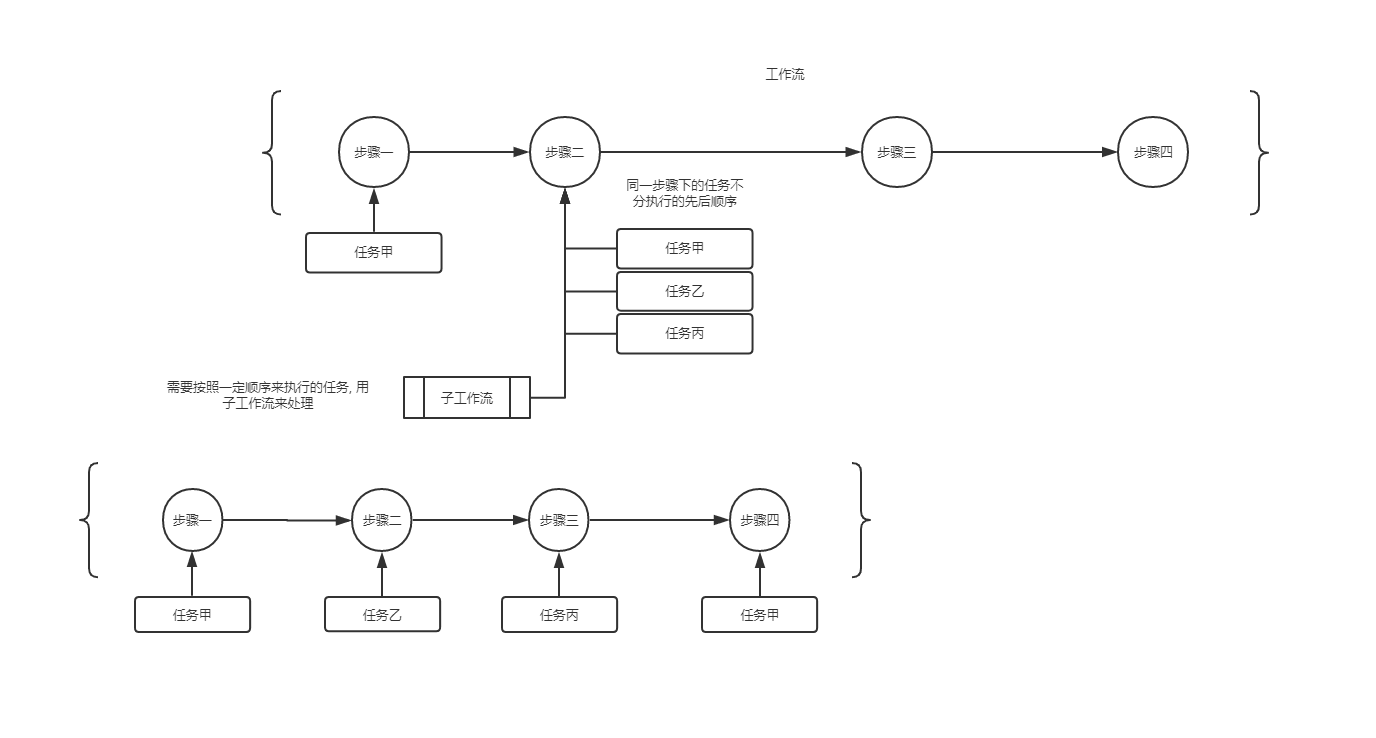 工作流
步骤一
步骤二
步骤三
步骤四
同一步骤下的任务不
分执行的先后顺序
任务甲
任务甲
任务乙
任务丙
需要按照一定顺序来执行的任务, 用
子工作流来处理
子工作流
步骤一
步骤二
步骤三
步骤四
任务甲
任务乙
任务丙
任务甲